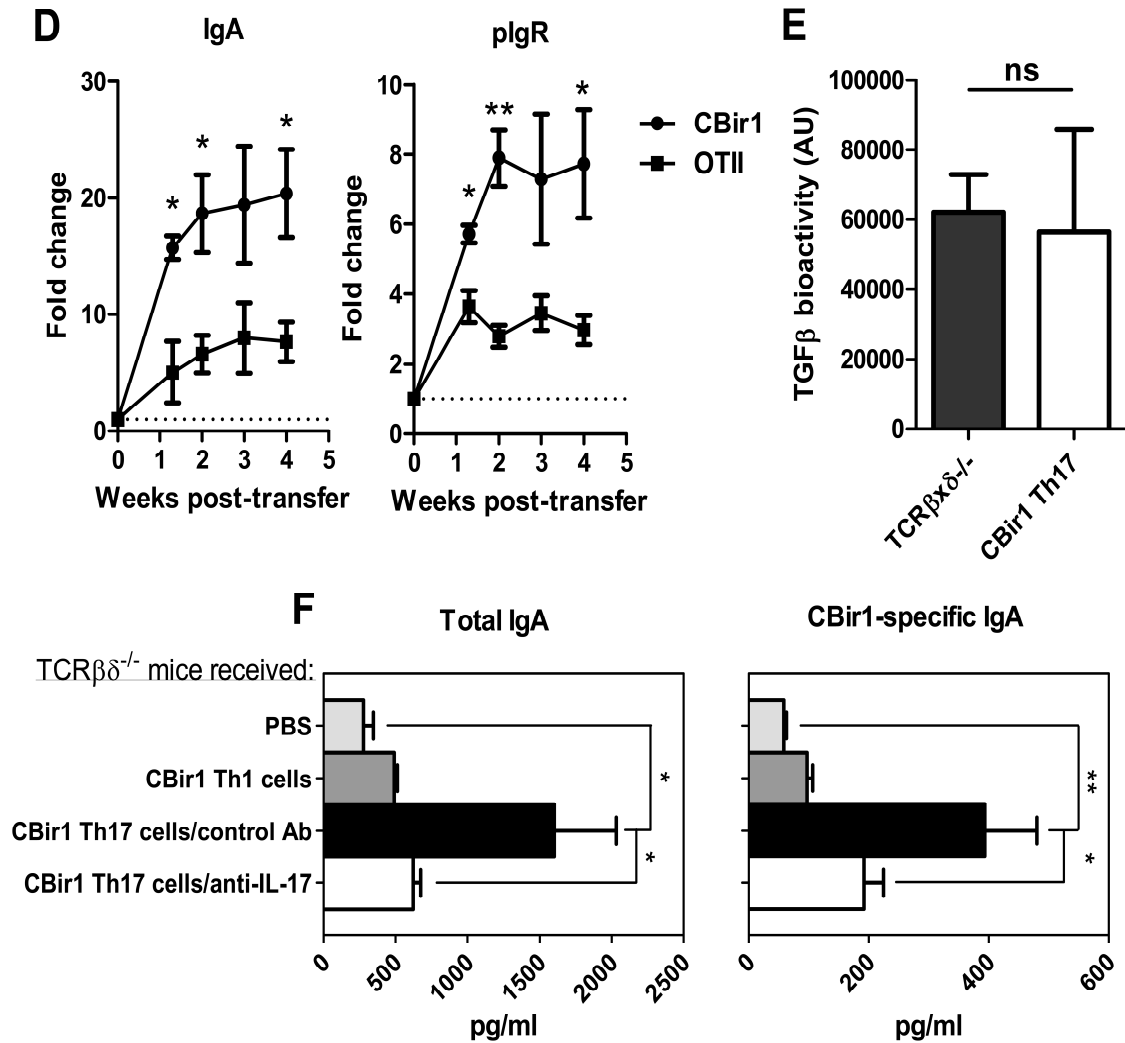 D
IgA
pIgR
E
30
20
10
0
Fold change
*
*
*
0 1 2 3 4 5
Weeks post-transfer
10
8
6
4
2
0
Fold change
*
**
*
0 1 2 3 4 5
Weeks post-transfer
CBir1
OTII
ns
100000
80000
60000
40000
20000
0
TGFβ bioactivity (AU)
TCRβxδ-/-
CBir1 Th17
F
Total IgA
CBir1-specific IgA
TCRβδ-/- mice received:
PBS
CBir1 Th1 cells
CBir1 Th17 cells/control Ab
CBir1 Th17 cells/anti-IL-17
*
*
**
*
0 500 1000 1500 2000 2500
pg/ml
0 200 400 600
pg/ml